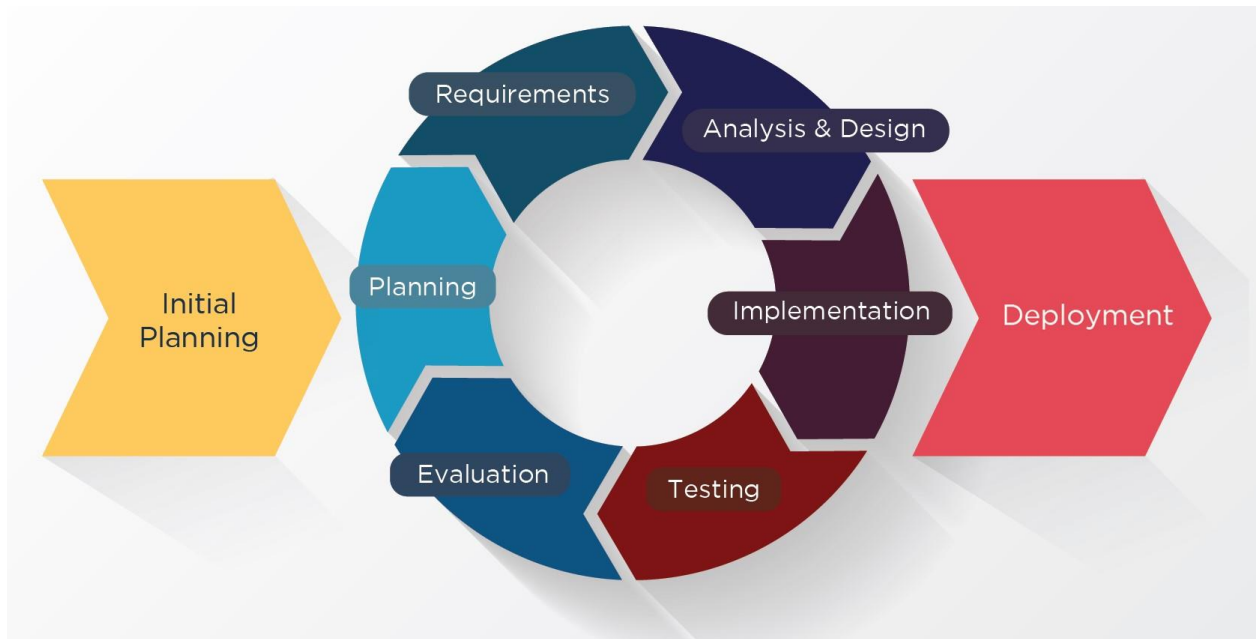 Initial
Planning
Requirements
Analysis & Design
Planning
Implementation
Evaluation
Testing
Deployment